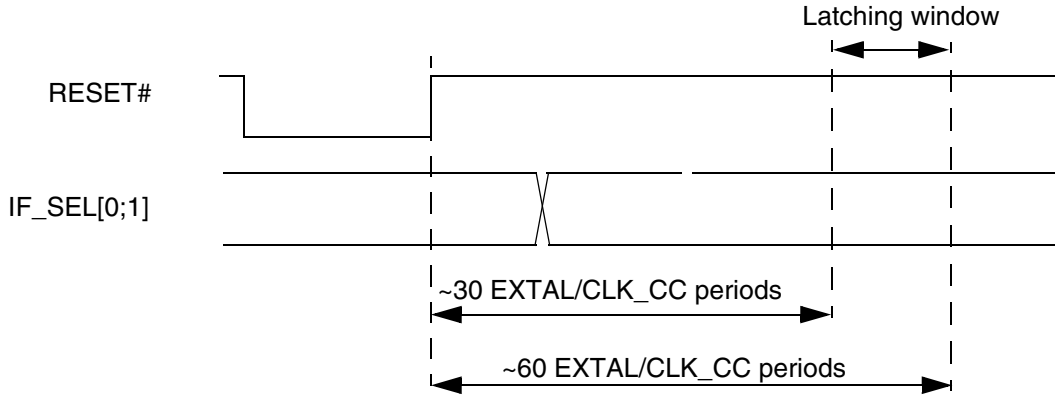 Latching window
RESET#
IF_SEL[0;1]
~30 EXTAL/CLK_CC periods
~60 EXTAL/CLK_CC periods